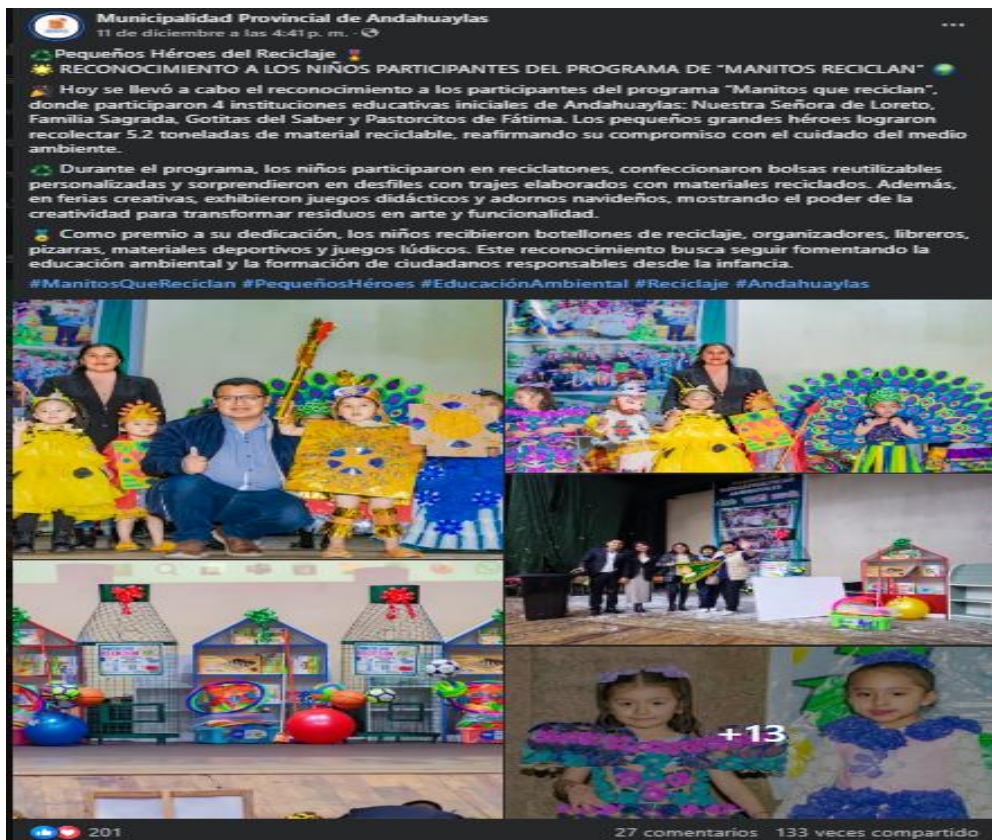 Municipalidad Provincial de Andahuaylas
11 de diciembre a las 4:41 p. m. ·
♻️Pequeños Héroes del Reciclaje 🎖️
🌟 RECONOCIMIENTO A LOS NIÑOS PARTICIPANTES DEL PROGRAMA DE "MANITOS RECICLAN" 🌍
🎉 Hoy se llevó a cabo el reconocimiento a los participantes del programa "Manitos que reciclan",
donde participaron 4 instituciones educativas iniciales de Andahuaylas: Nuestra Señora de Loreto,
Familia Sagrada, Gotitas del Saber y Pastorcitos de Fátima. Los pequeños grandes héroes lograron
recolectar 5.2 toneladas de material reciclable, reafirmando su compromiso con el cuidado del medio
ambiente.
♻️ Durante el programa, los niños participaron en reciclatones, confeccionaron bolsas reutilizables
personalizadas y sorprendieron en desfiles con trajes elaborados con materiales reciclados. Además,
en ferias creativas, exhibieron juegos didácticos y adornos navideños, mostrando el poder de la
creatividad para transformar residuos en arte y funcionalidad.
🏅 Como premio a su dedicación, los niños recibieron botellones de reciclaje, organizadores, libreros,
pizarras, materiales deportivos y juegos lúdicos. Este reconocimiento busca seguir fomentando la
educación ambiental y la formación de ciudadanos responsables desde la infancia.
#ManitosQueReciclan #PequeñosHéroes #EducaciónAmbiental #Reciclaje #Andahuaylas
+13
201
27 comentarios 133 veces compartido